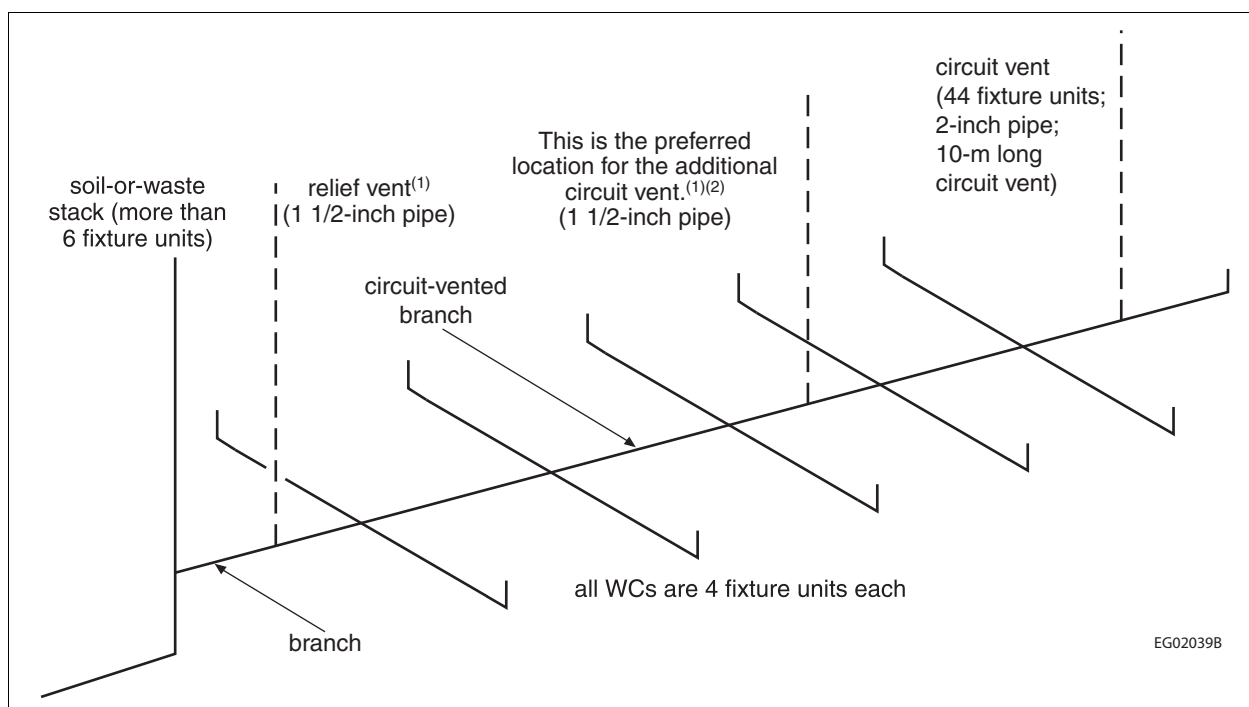 soil-or-waste
stack (more than
6 fixture units)
relief vent(1)
(1 1/2-inch pipe)
This is the preferred
location for the additional
circuit vent.(1)(2)
(1 1/2-inch pipe)
circuit vent
(44 fixture units;
2-inch pipe;
10-m long
circuit vent)
circuit-vented
branch
all WCs are 4 fixture units each
branch
EG02039B